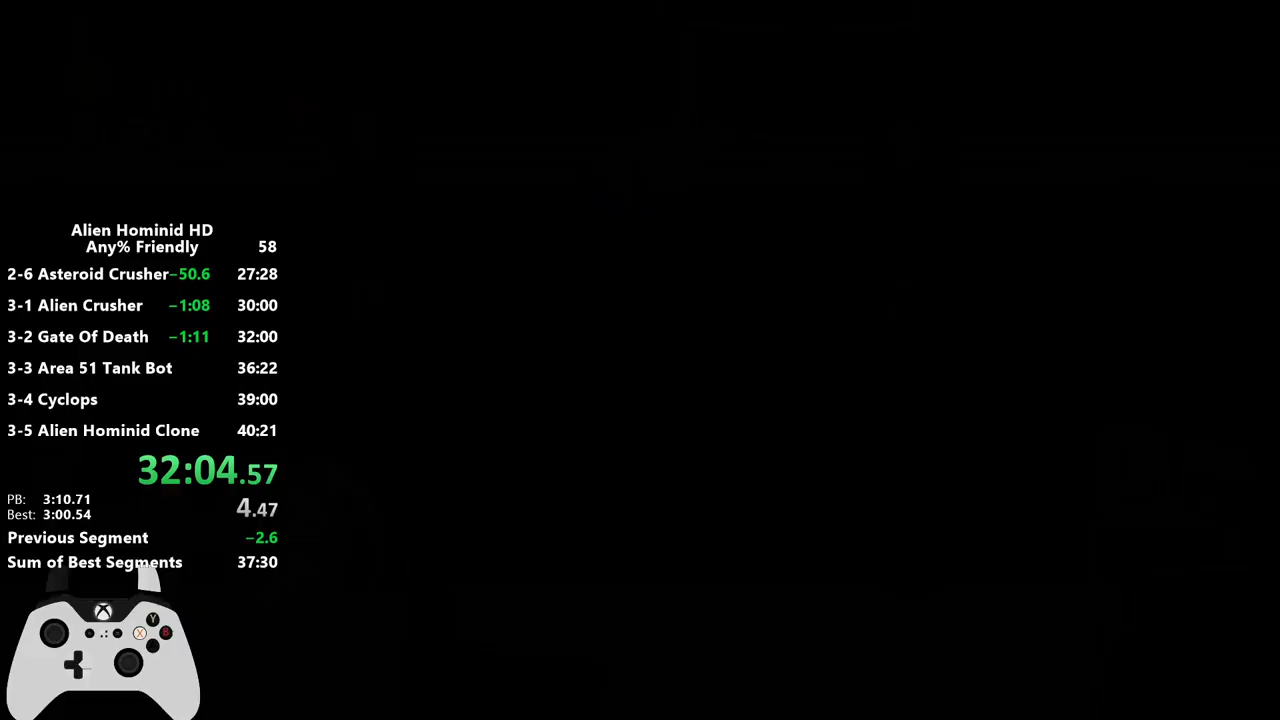 Alien Hominid HD
Any% Friendly 58
2-6 Asteroid Crusher -50.6 27:28
3-1 Alien Crusher -1:08 30:00
3-2 Gate Of Death -1:11 32:00
3-3 Area 51 Tank Bot 36:22
3-4 Cyclops 39:00
3-5 Alien Hominid Clone 40:21
32:04.57
PB: 3:10.71
4.47
Best: 3:00.54
Previous Segment -2.6
Sum of Best Segments 37:30
Y
X B